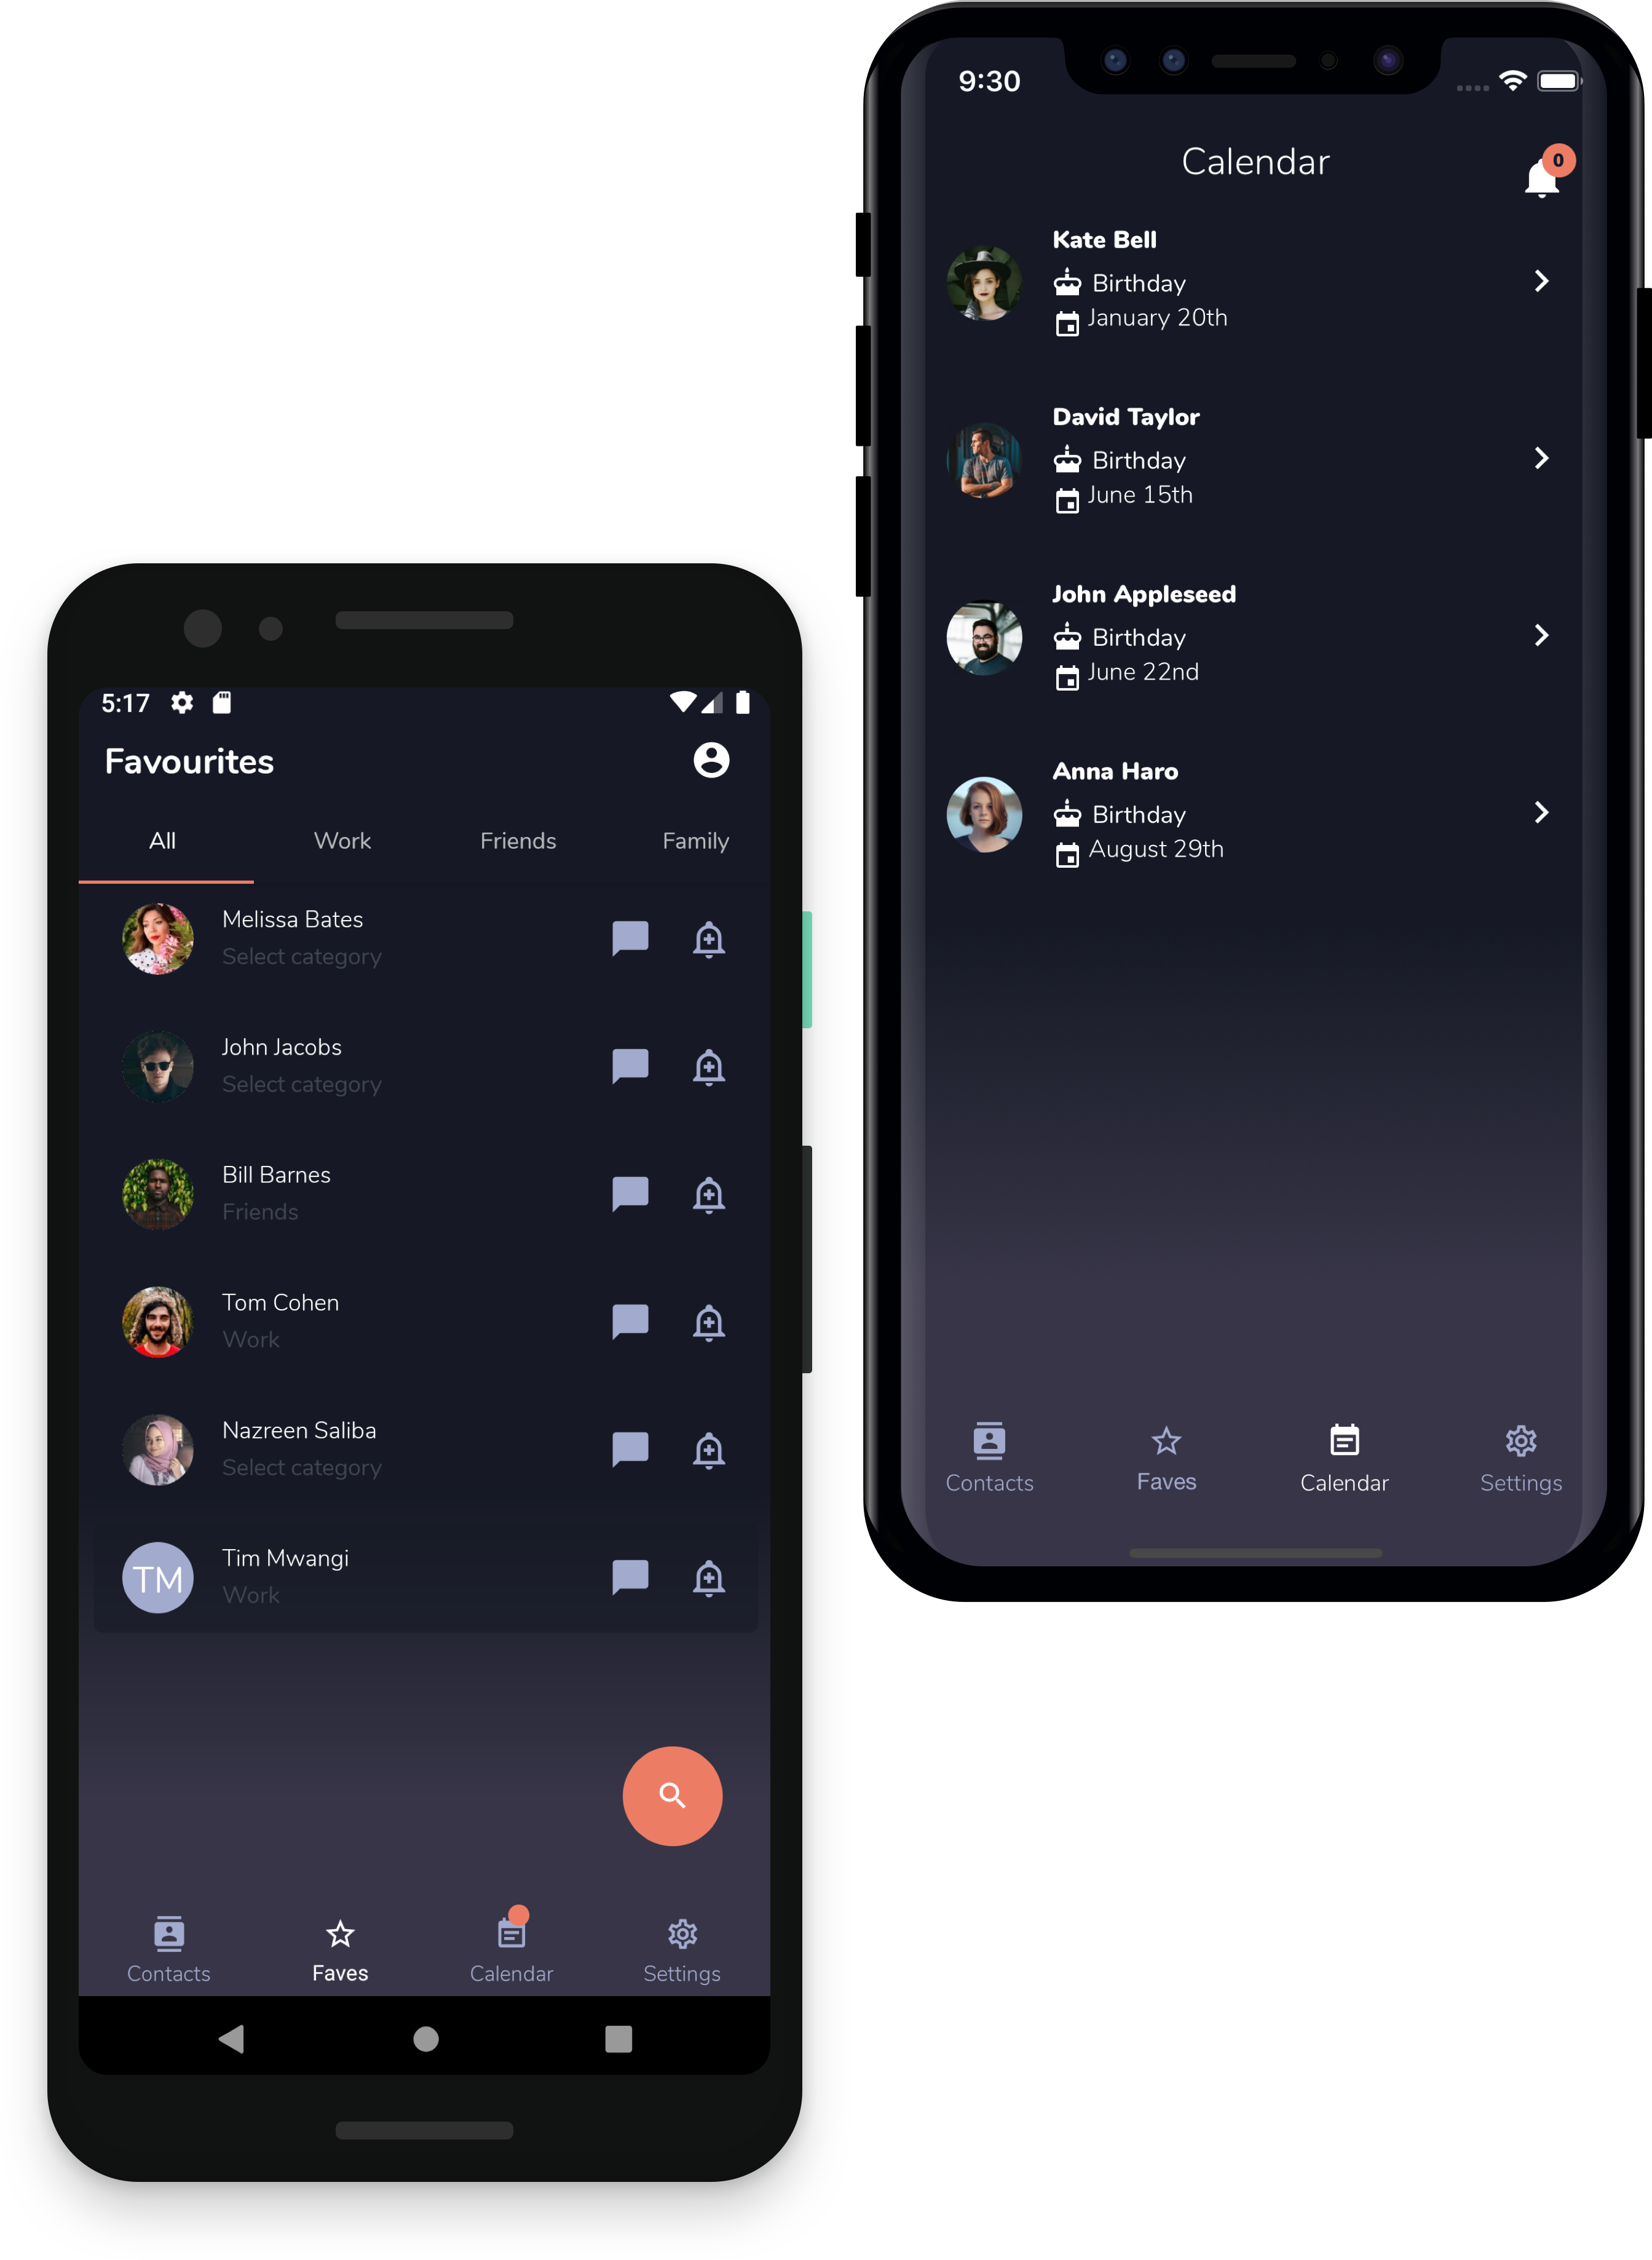 9:30
Calendar
0
Kate Bell
Birthday
January 20th
David Taylor
Birthday
June 15th
John Appleseed
Birthday
June 22nd
Anna Haro
Birthday
August 29th
Contacts
Faves
Calendar
Settings
5:17
Favourites
All
Work
Friends
Family
Melissa Bates
Select category
John Jacobs
Select category
Bill Barnes
Friends
Tom Cohen
Work
Nazreen Saliba
Select category
TM
Tim Mwangi
Work
Contacts
Faves
Calendar
Settings